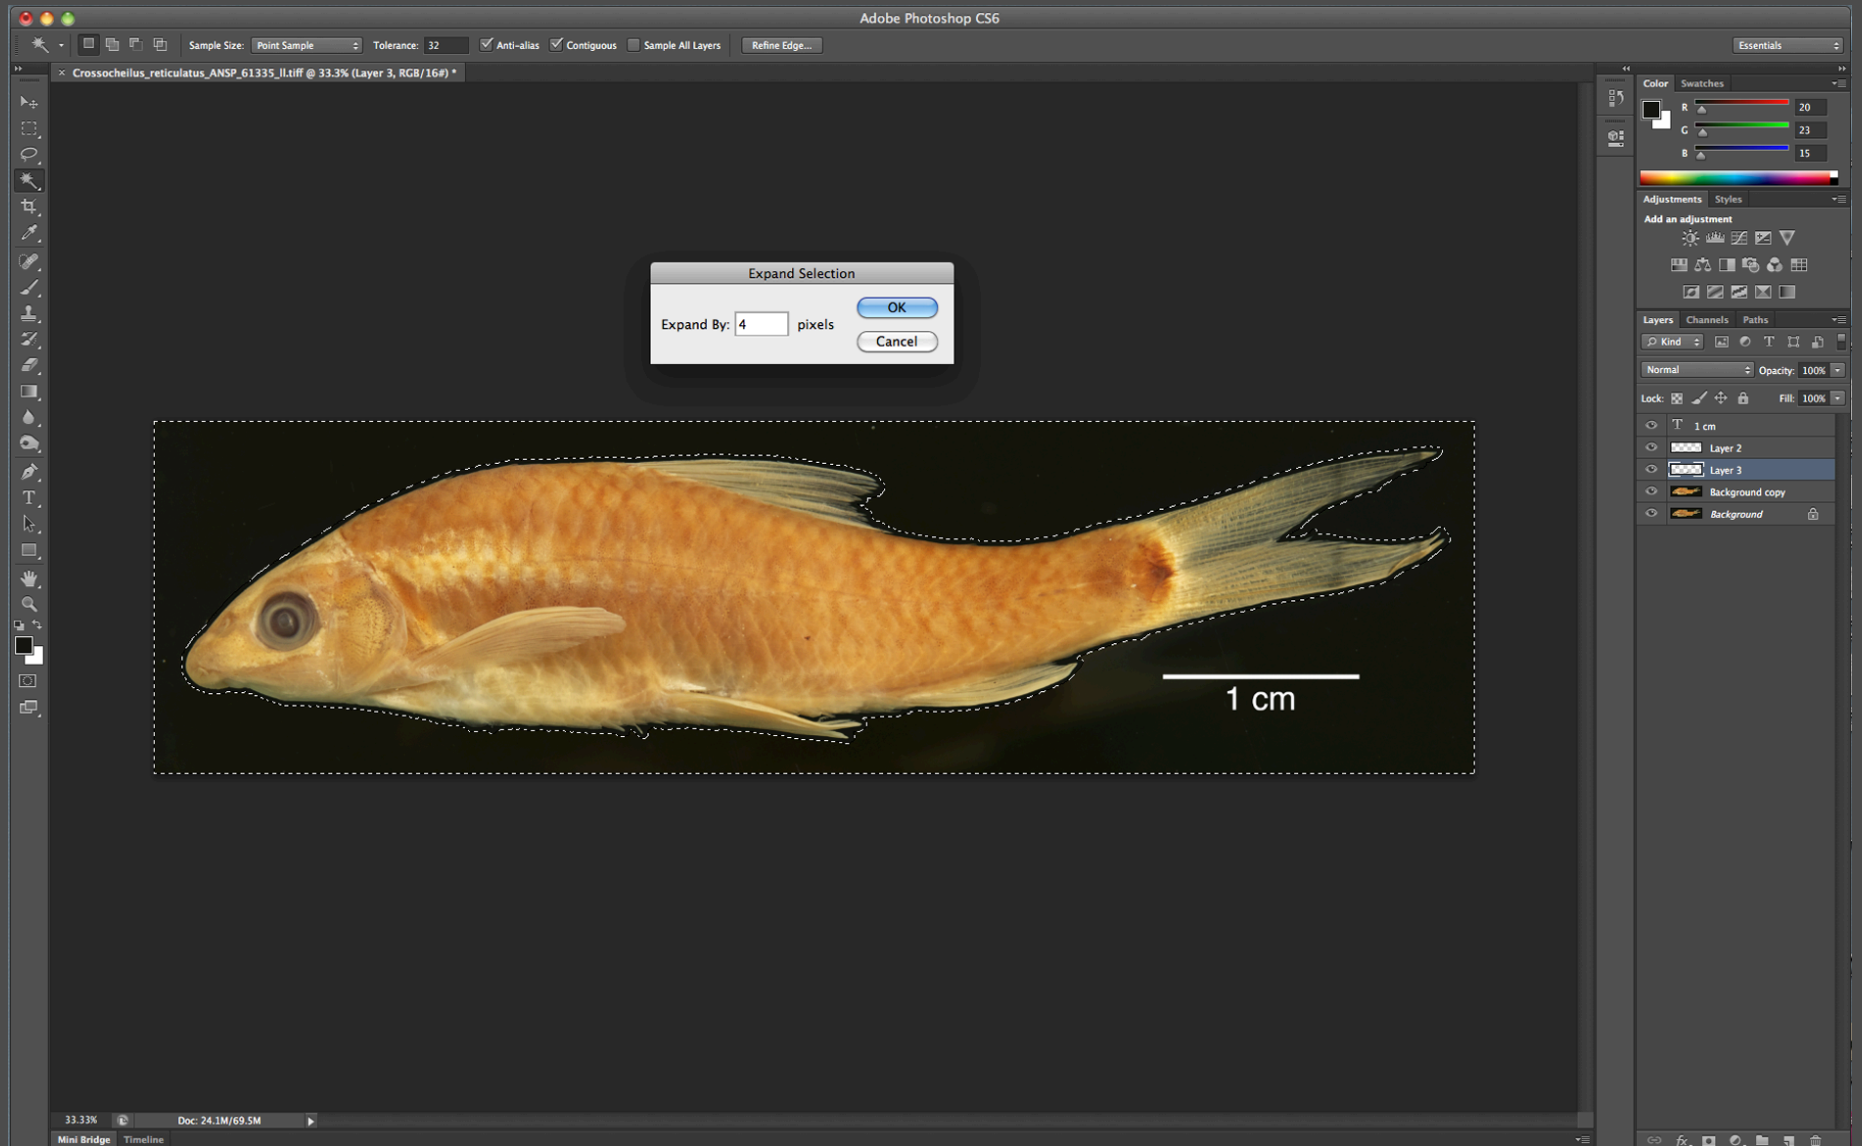 Adobe Photoshop CS6
Sample Size: Point Sample Tolerance: 32 Anti-alias Contiguous Sample All Layers Refine Edge... Essentials
× Crossocheilus_reticulatus_ANSP_61335_ll.tiff @ 33.3% (Layer 3, RGB/16#) *
Color Swatches
R 20
G 23
B 15
Adjustments Styles
Add an adjustment
Expand Selection
Expand By: 4 pixels
OK
Cancel
Layers Channels Paths
Kind
Normal Opacity: 100%
Lock: Fill: 100%
T 1 cm
Layer 2
Layer 3
Background copy
Background
1 cm
33.33% Doc: 24.1M/69.5M
Mini Bridge Timeline
fx